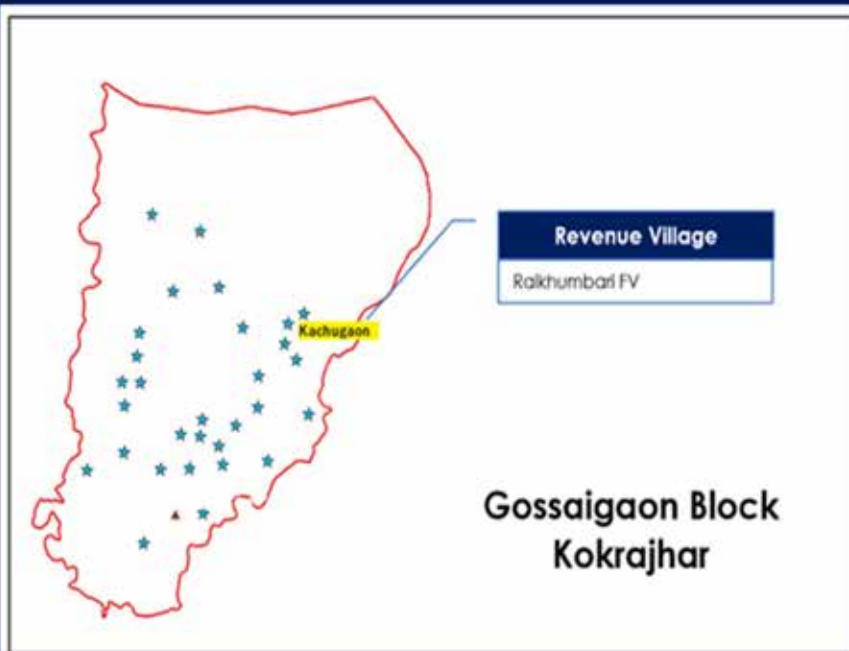 Revenue Village
Raikhumbari FV
Kachugaon
Gossaigaon Block
Kokrajhar